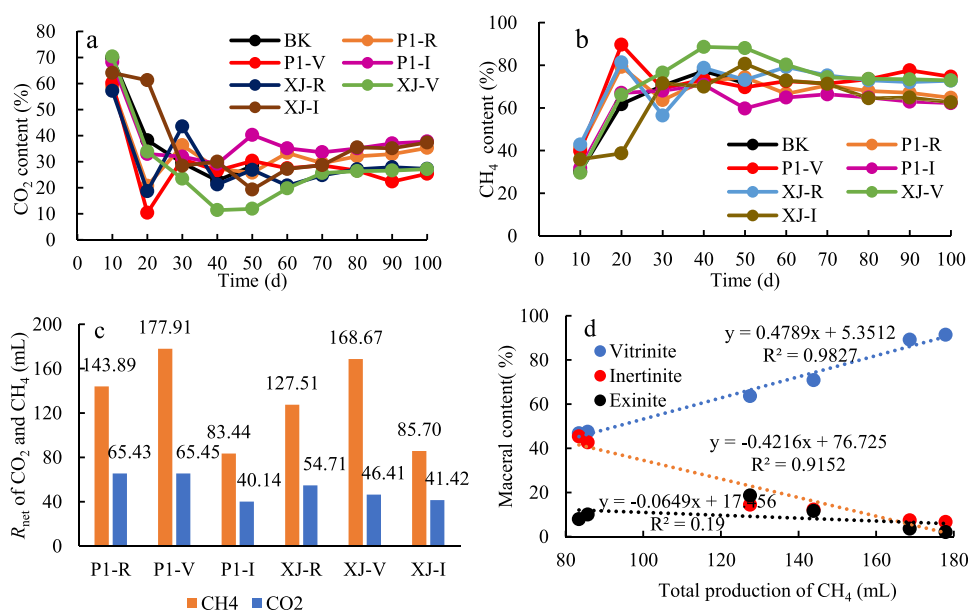 a
80
70
60
50
40
30
20
10
0
CO₂ content (%)
BK P1-R
P1-V P1-I
XJ-R XJ-V
XJ-I
0 10 20 30 40 50 60 70 80 90 100
Time (d)
b
100
80
60
40
20
0
CH₄ content (%)
BK P1-R
P1-V P1-I
XJ-R XJ-V
XJ-I
0 10 20 30 40 50 60 70 80 90 100
Time (d)
c
200
160
120
80
40
0
Rnet of CO₂ and CH₄ (mL)
143.89
65.43
177.91
65.45
83.44
40.14
127.51
54.71
168.67
46.41
85.70
41.42
P1-R P1-V P1-I XJ-R XJ-V XJ-I
CH4 CO2
d
100
80
60
40
20
0
Maceral content( %)
Vitrinite
Inertinite
Exinite
y = 0.4789x + 5.3512
R² = 0.9827
y = -0.4216x + 76.725
R² = 0.9152
y = -0.0649x +
R² = 0.19
80 100 120 140 160 180
Total production of CH₄ (mL)